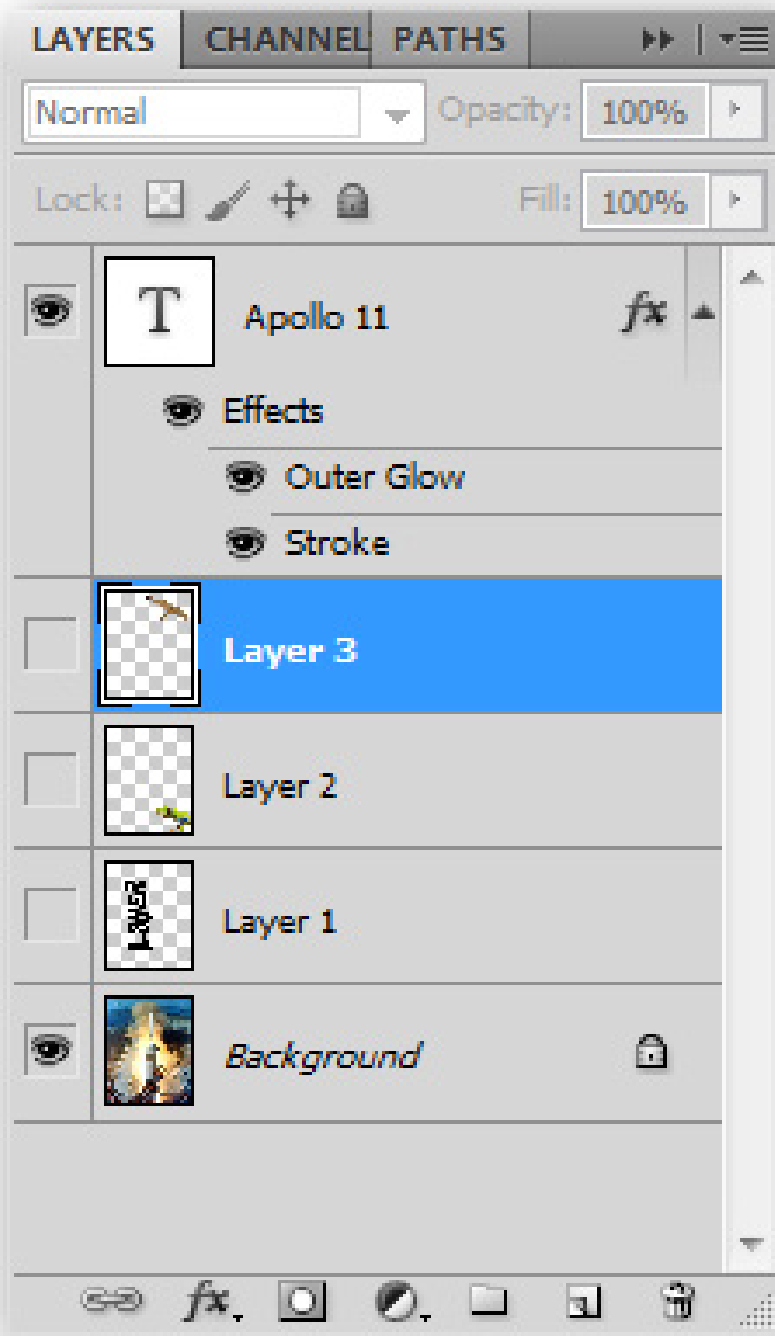 LAYERS CHANNEL PATHS
Normal Opacity: 100%
Lock: Fill: 100%
T Apollo 11 fx
Effects
Outer Glow
Stroke
Layer 3
Layer 2
Layer 1
Background
fx.